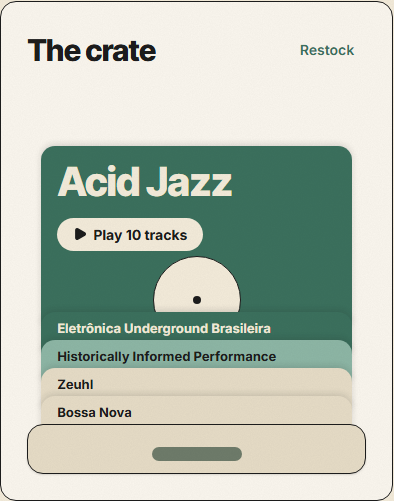 The crate
Restock
Acid Jazz
Play 10 tracks
Eletrônica Underground Brasileira
Historically Informed Performance
Zeuhl
Bossa Nova